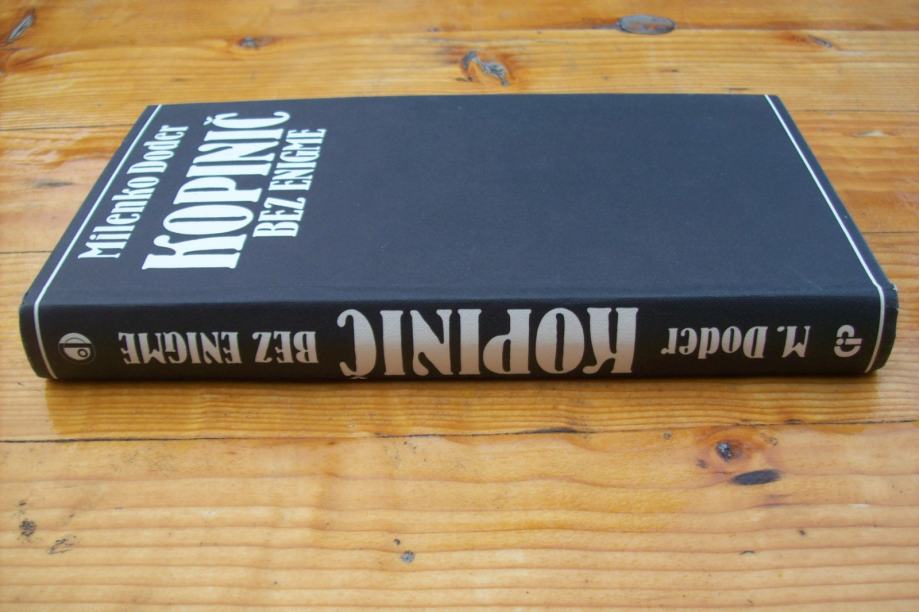 Milenko Doder
KOPINIČ
BEZ ENIGME
M. Doder
KOPINIČ
BEZ ENIGME